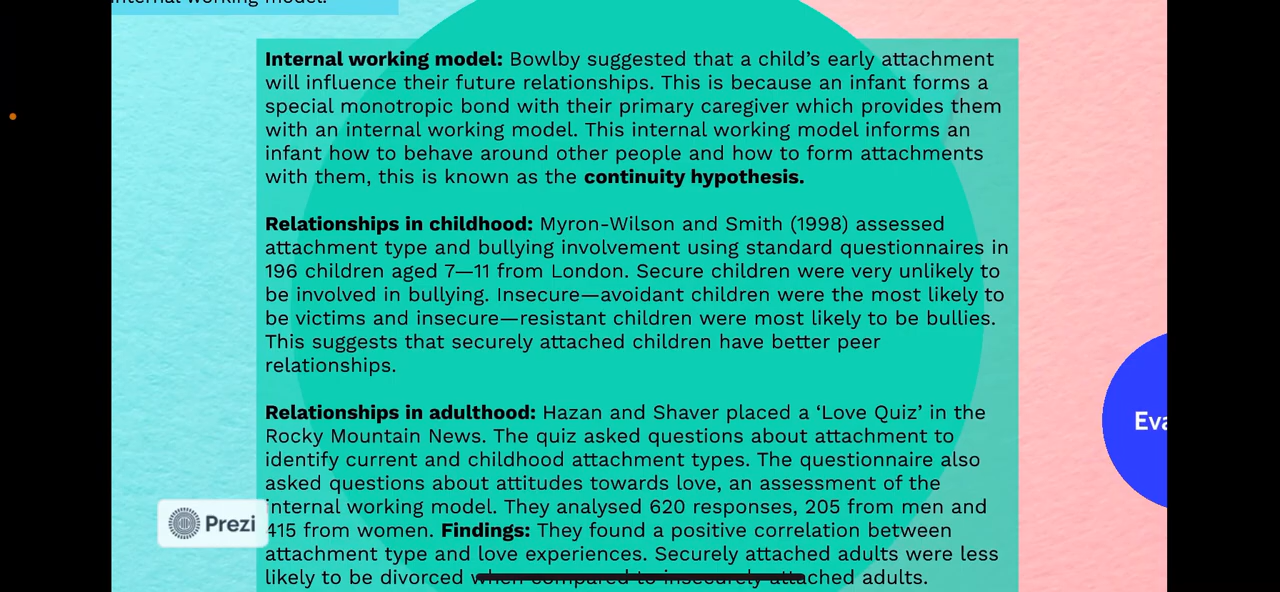 internal working model.
Internal working model: Bowlby suggested that a child's early attachment
will influence their future relationships. This is because an infant forms a
special monotropic bond with their primary caregiver which provides them
with an internal working model. This internal working model informs an
infant how to behave around other people and how to form attachments
with them, this is known as the continuity hypothesis.
Relationships in childhood: Myron-Wilson and Smith (1998) assessed
attachment type and bullying involvement using standard questionnaires in
196 children aged 7—11 from London. Secure children were very unlikely to
be involved in bullying. Insecure—avoidant children were the most likely to
be victims and insecure—resistant children were most likely to be bullies.
This suggests that securely attached children have better peer
relationships.
Relationships in adulthood: Hazan and Shaver placed a ‘Love Quiz’ in the
Rocky Mountain News. The quiz asked questions about attachment to
identify current and childhood attachment types. The questionnaire also
asked questions about attitudes towards love, an assessment of the
internal working model. They analysed 620 responses, 205 from men and
415 from women. Findings: They found a positive correlation between
attachment type and love experiences. Securely attached adults were less
likely to be divorced when compared to insecurely attached adults.
Prezi
Eva